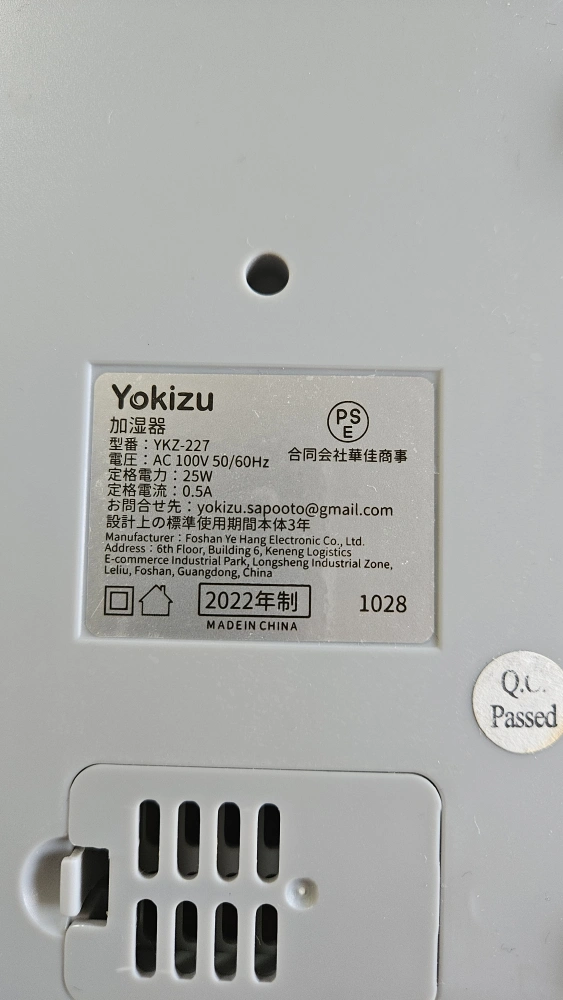 Yokizu
加湿器
型番：YKZ-227
電圧：AC 100V 50/60Hz
定格電力：25W
定格電流：0.5A
お問合せ先：yokizu.sapooto@gmail.com
設計上の標準使用期間本体3年
Manufacturer：Foshan Ye Hang Electronic Co., Ltd.
Address：6th Floor, Building 6, Keneng Logistics
E-commerce Industrial Park, Longsheng Industrial Zone,
Leliu, Foshan, Guangdong, China
PS
E
合同会社華佳商事
2022年制
1028
MADE IN CHINA
Q.C.
Passed